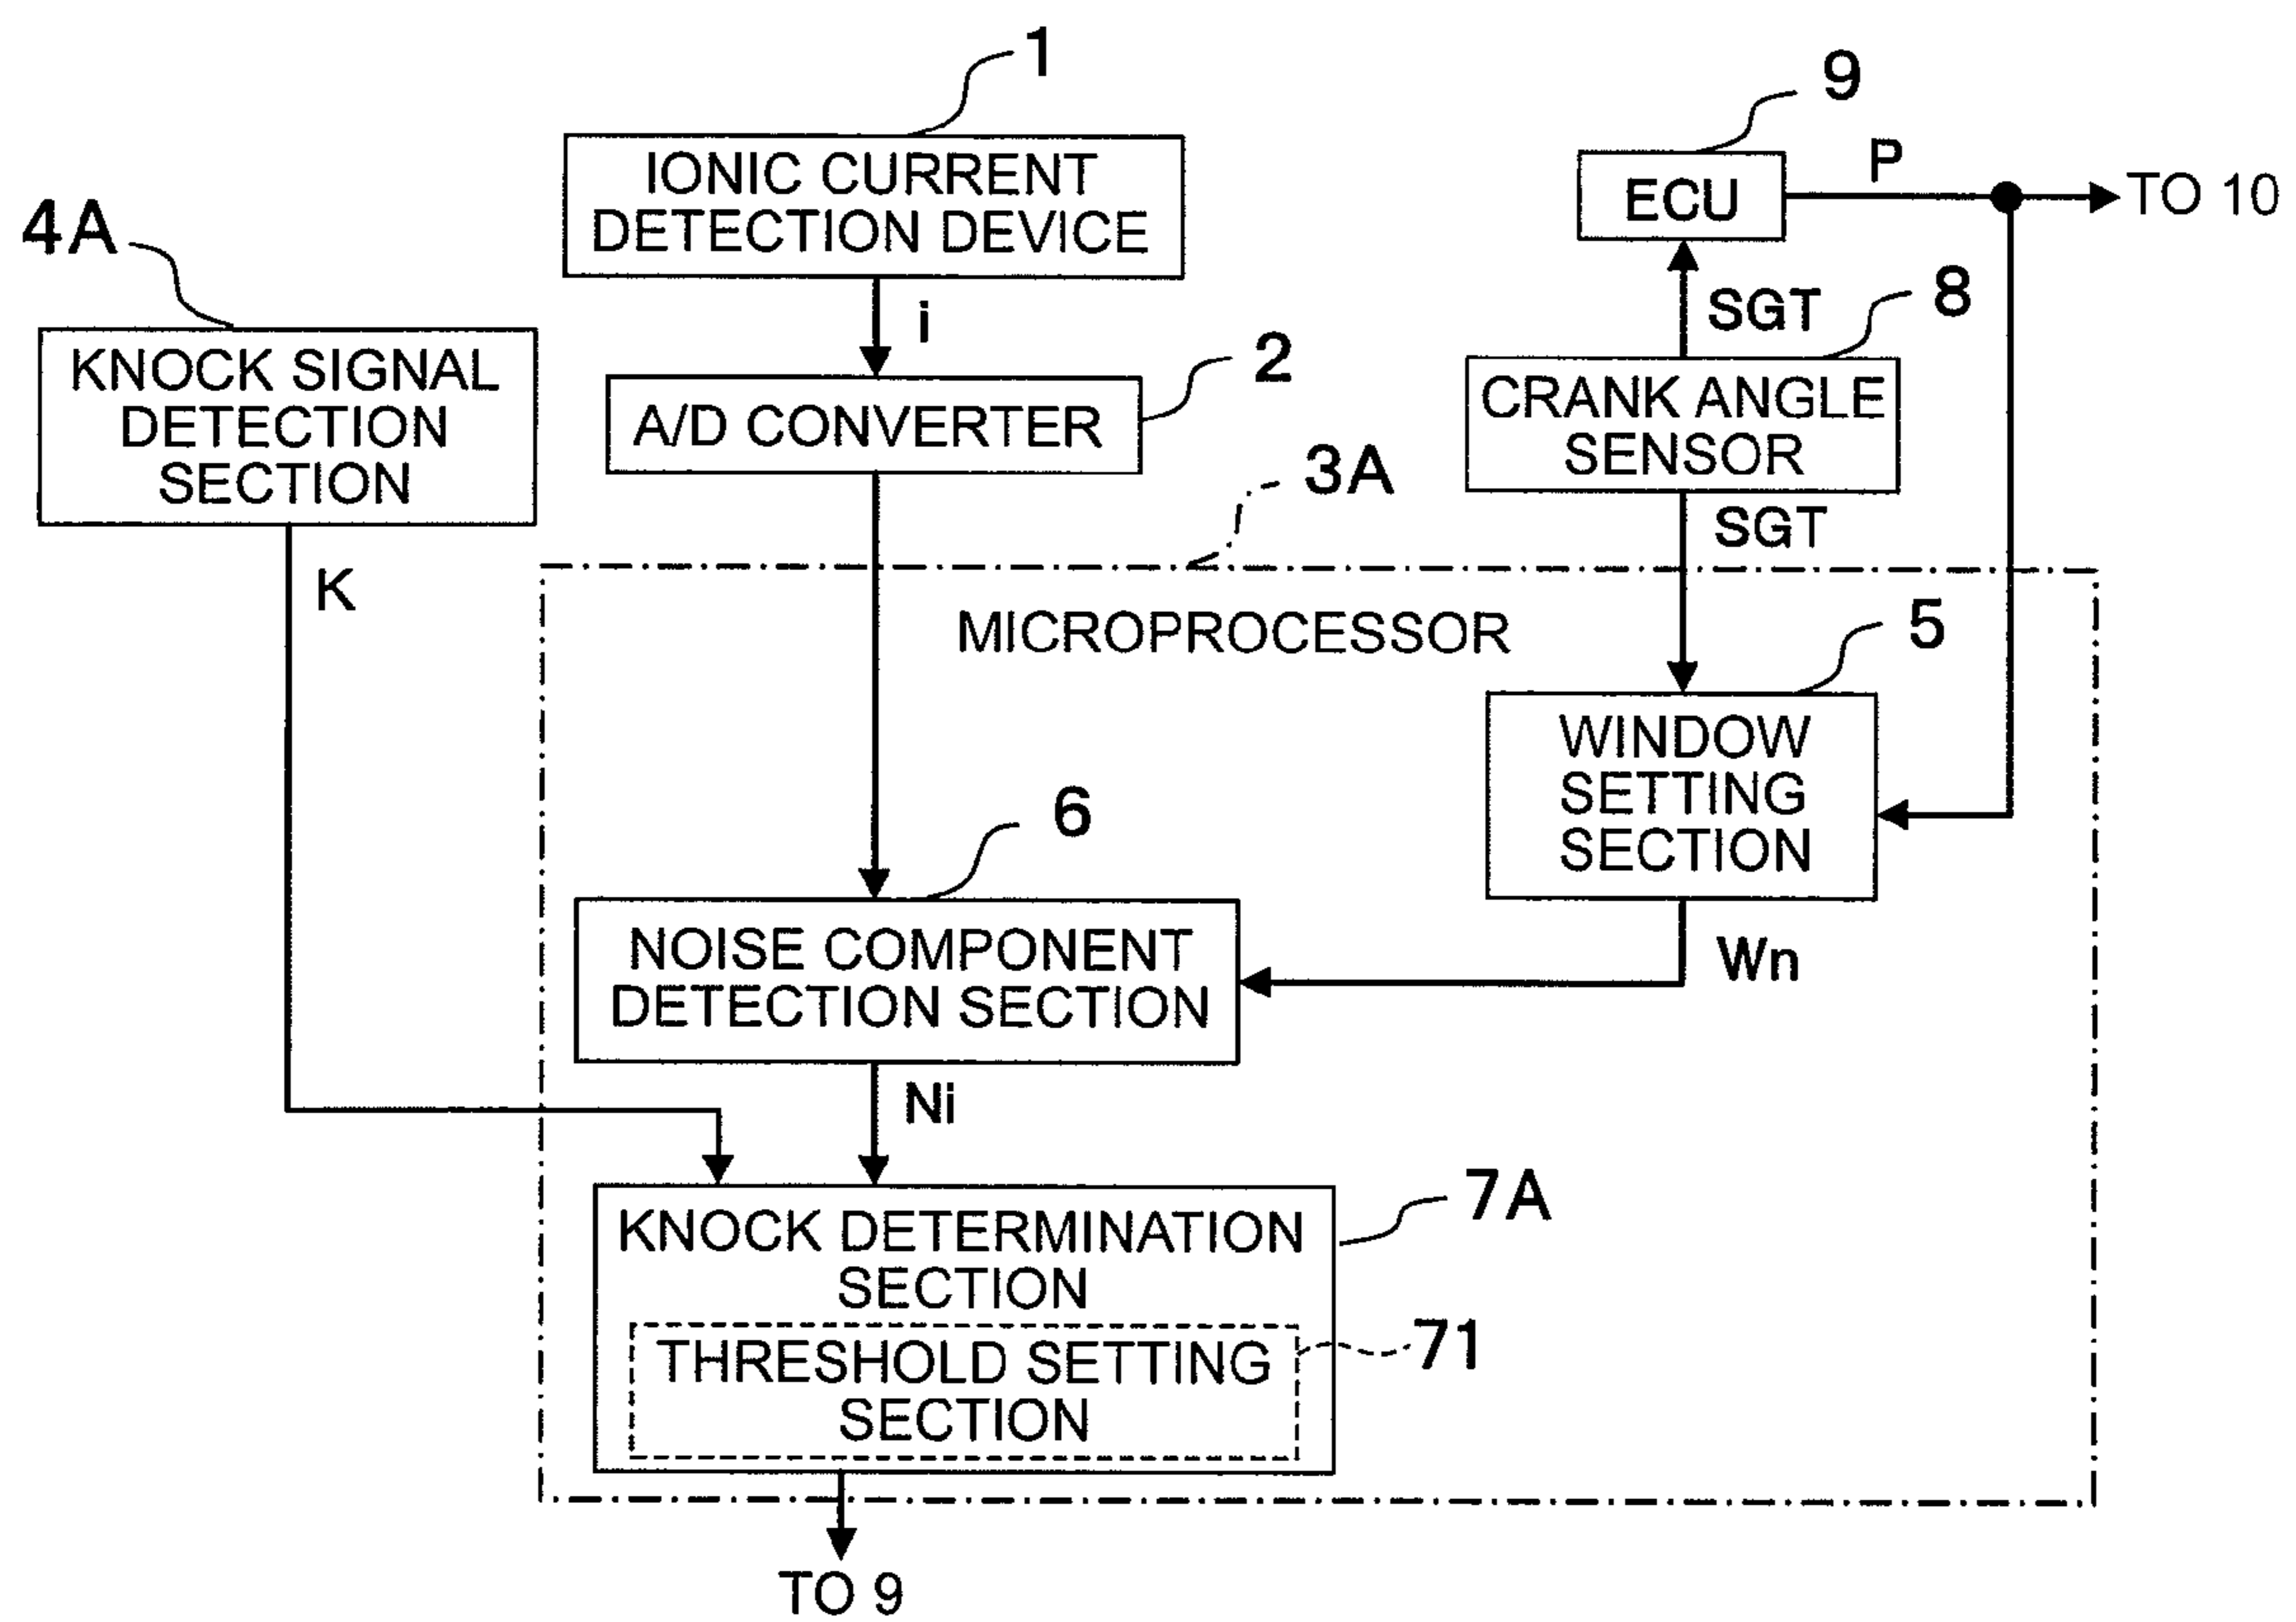 1
IONIC CURRENT
DETECTION DEVICE
i
9
ECU
P
TO 10
4A
KNOCK SIGNAL
DETECTION
SECTION
K
2
A/D CONVERTER
SGT
8
CRANK ANGLE
SENSOR
SGT
3A
MICROPROCESSOR
5
WINDOW
SETTING
SECTION
Wn
6
NOISE COMPONENT
DETECTION SECTION
Ni
7A
KNOCK DETERMINATION
SECTION
71
THRESHOLD SETTING
SECTION
TO 9